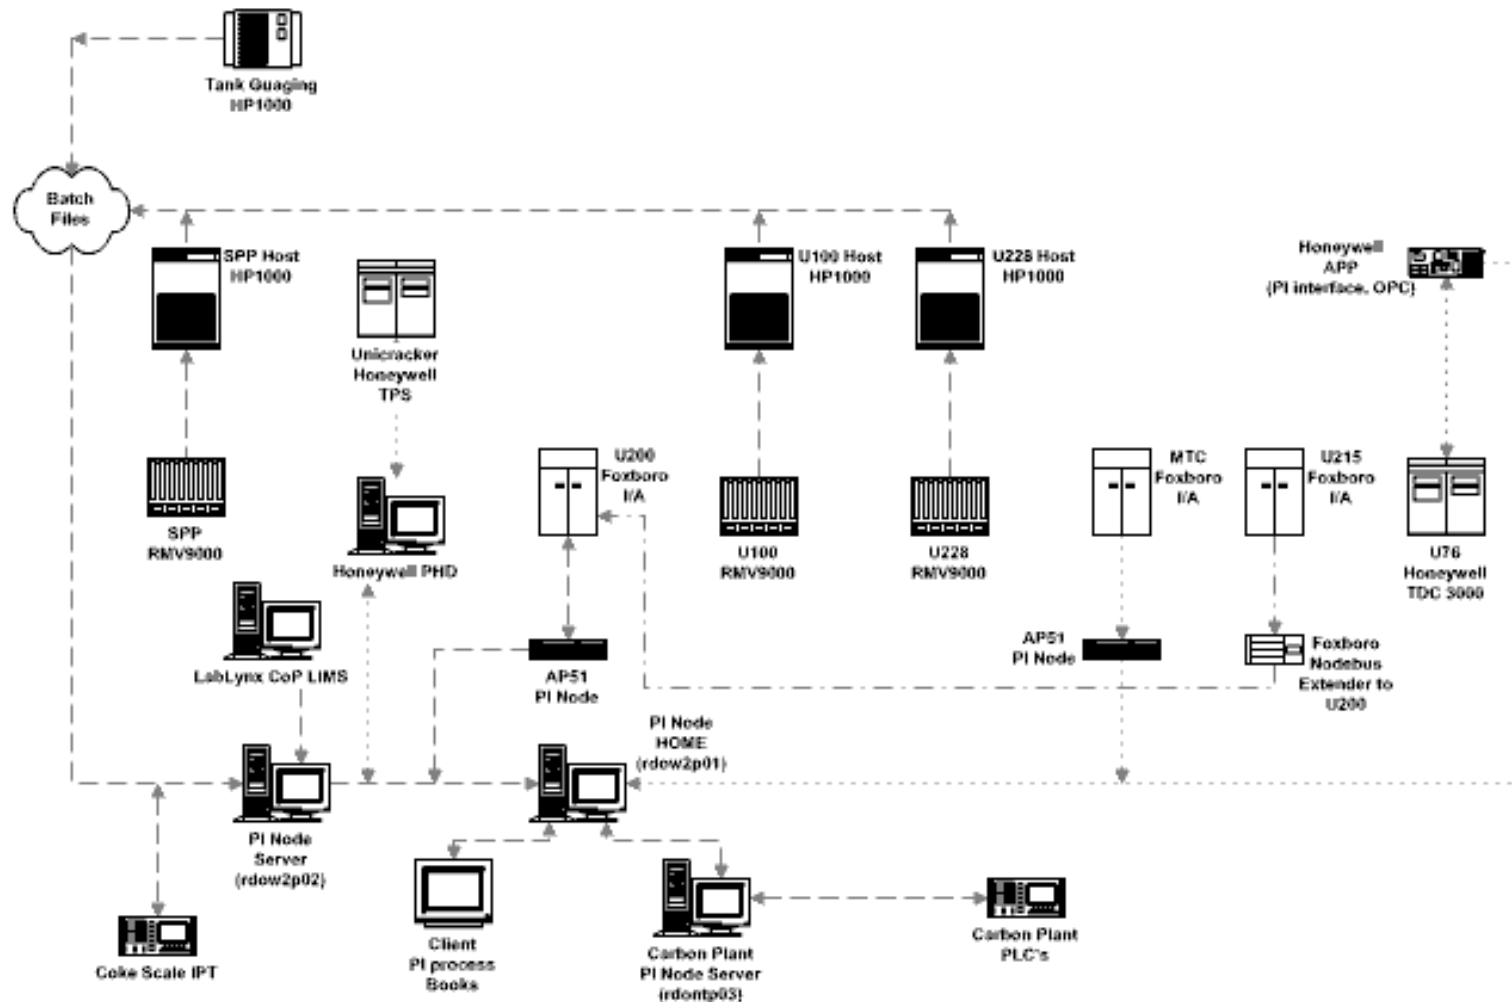 Tank Guaging
HP1000
Batch
Files
SPP Host
HP1000
U100 Host
HP1000
U228 Host
HP1000
Honeywell
APP
(PI interface, OPC)
Unicracker
Honeywell
TPS
U200
Foxboro
I/A
MTC
Foxboro
I/A
U215
Foxboro
I/A
SPP
RMV9000
Honeywell PHD
U100
RMV9000
U228
RMV9000
U76
Honeywell
TDC 3000
LabLynx CoP LIMS
AP51
PI Node
AP51
PI Node
Foxboro
Nodebus
Extender to
U200
PI Node
HOME
(rdow2p01)
PI Node
Server
(rdow2p02)
Client
PI process
Books
Carbon Plant
PI Node Server
(rdontp03)
Carbon Plant
PLC's
Coke Scale IPT